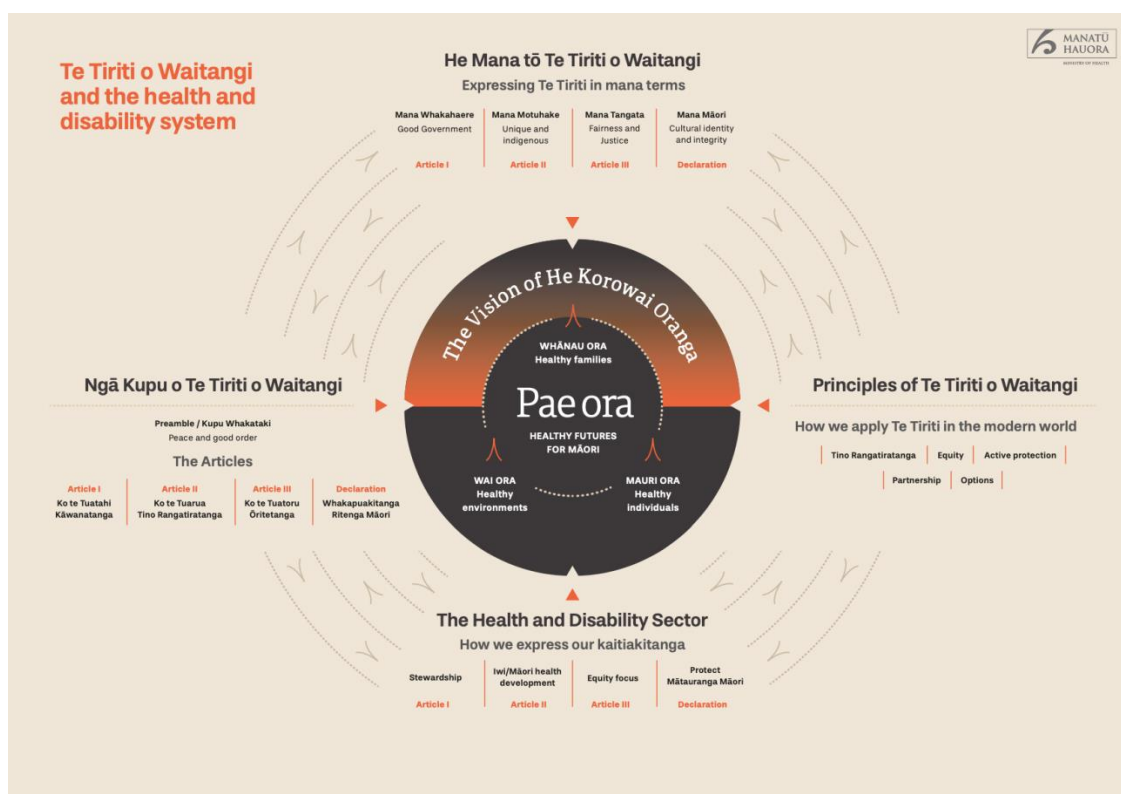 Te Tiriti o Waitangi
and the health and
disability system
MANATŪ
HAUORA
MINISTRY OF HEALTH
He Mana tō Te Tiriti o Waitangi
Expressing Te Tiriti in mana terms
Mana Whakahaere
Good Government
Article I
Mana Motuhake
Unique and
indigenous
Article II
Mana Tangata
Fairness and
Justice
Article III
Mana Māori
Cultural identity
and integrity
Declaration
The Vision of He Korowai Oranga
WHĀNAU ORA
Healthy families
Pae ora
HEALTHY FUTURES
FOR MĀORI
WAI ORA
Healthy
environments
MAURI ORA
Healthy
individuals
Ngā Kupu o Te Tiriti o Waitangi
Preamble / Kupu Whakataki
Peace and good order
The Articles
Article I
Ko te Tuatahi
Kāwanatanga
Article II
Ko te Tuarua
Tino Rangatiratanga
Article III
Ko te Tuatoru
Ōritetanga
Declaration
Whakapuakitanga
Ritenga Māori
Principles of Te Tiriti o Waitangi
How we apply Te Tiriti in the modern world
Tino Rangatiratanga
Equity
Active protection
Partnership
Options
The Health and Disability Sector
How we express our kaitiakitanga
Stewardship
Article I
Iwi/Māori health
development
Article II
Equity focus
Article III
Protect
Mātauranga Māori
Declaration